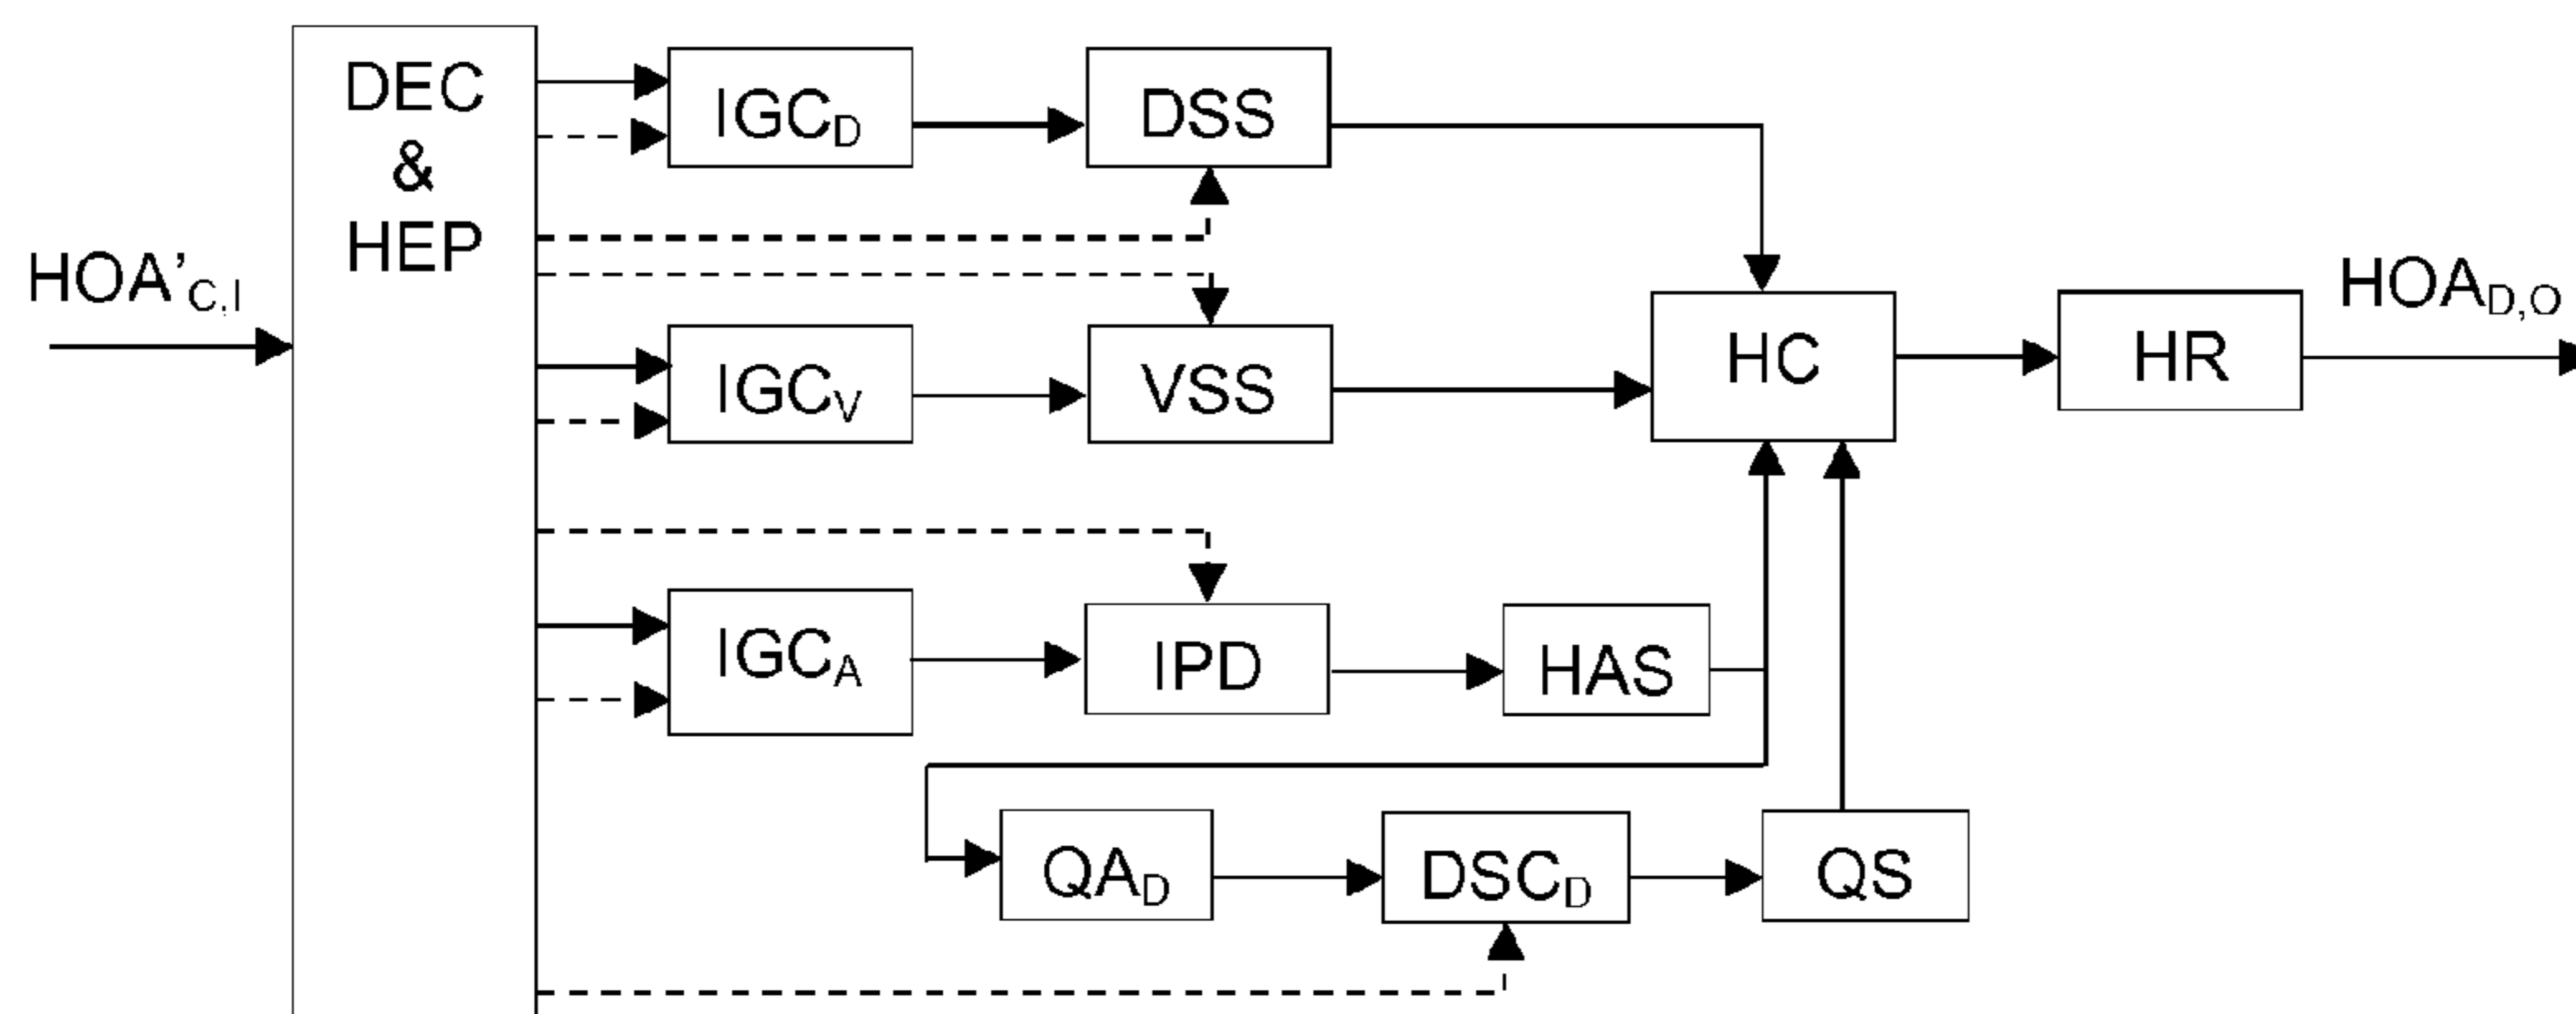 DEC
&
HEP
HOA’C,I
IGCD
DSS
IGCV
VSS
HC
HR
HOAD,O
IGCA
IPD
HAS
QAD
DSCD
QS